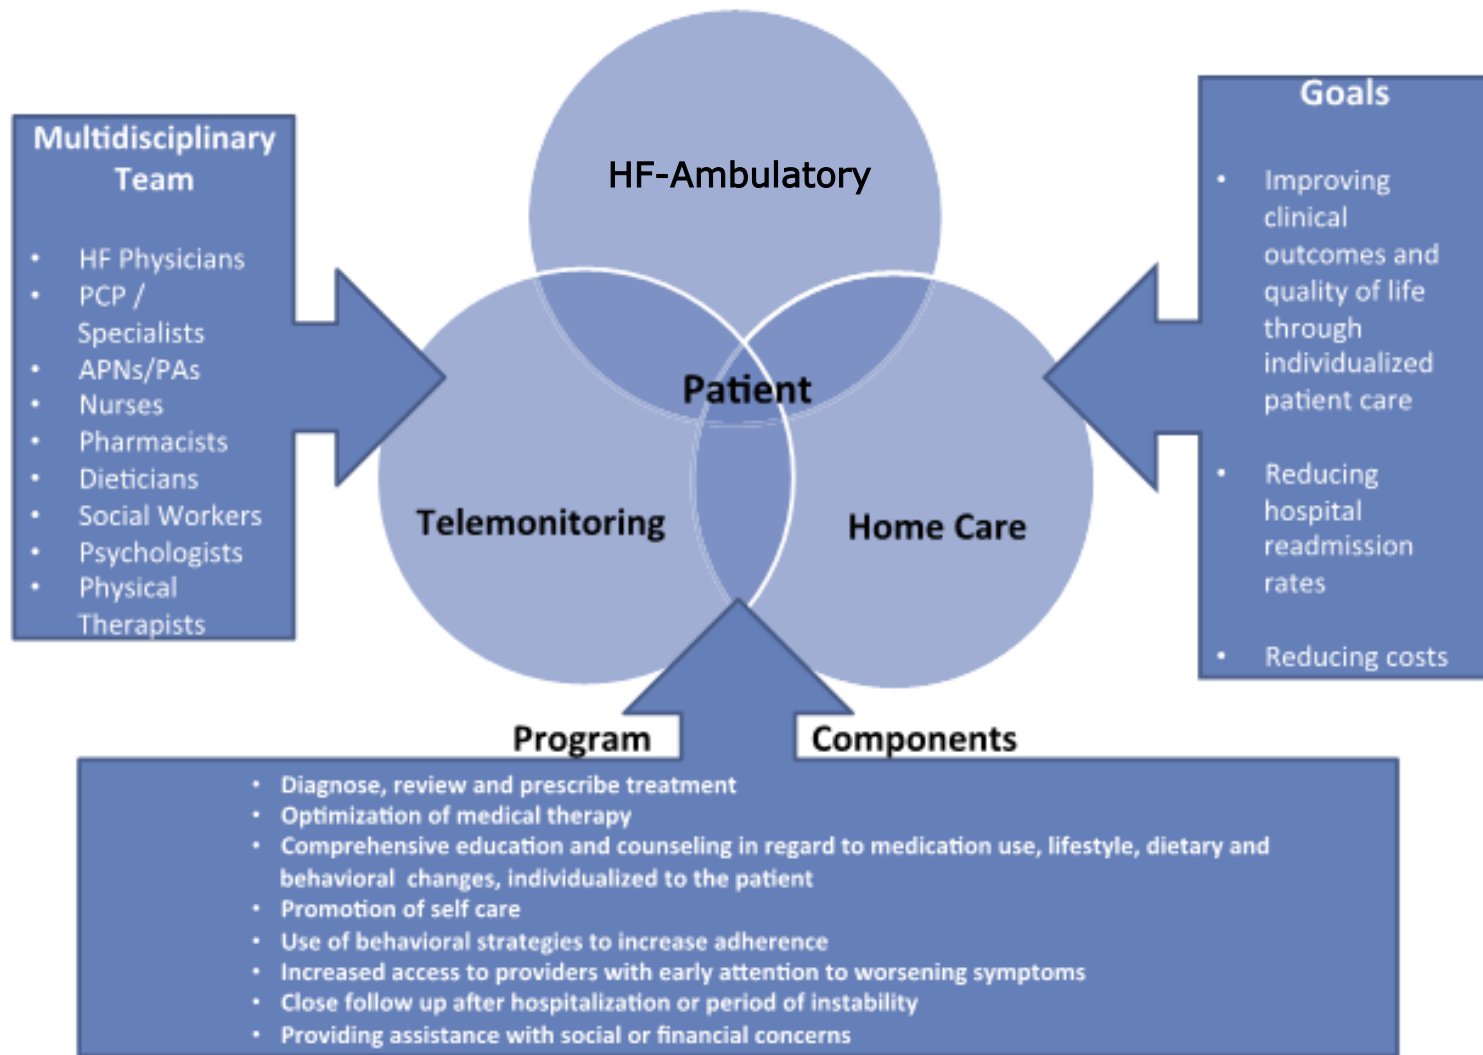 HF-Ambulatory
Multidisciplinary
Team
• HF Physicians
• PCP /
Specialists
• APNs/PAs
• Nurses
• Pharmacists
• Dieticians
• Social Workers
• Psychologists
• Physical
Therapists
Patient
Telemonitoring
Home Care
Goals
• Improving
clinical
outcomes and
quality of life
through
individualized
patient care
• Reducing
hospital
readmission
rates
• Reducing costs
Program Components
• Diagnose, review and prescribe treatment
• Optimization of medical therapy
• Comprehensive education and counseling in regard to medication use, lifestyle, dietary and
behavioral changes, individualized to the patient
• Promotion of self care
• Use of behavioral strategies to increase adherence
• Increased access to providers with early attention to worsening symptoms
• Close follow up after hospitalization or period of instability
• Providing assistance with social or financial concerns